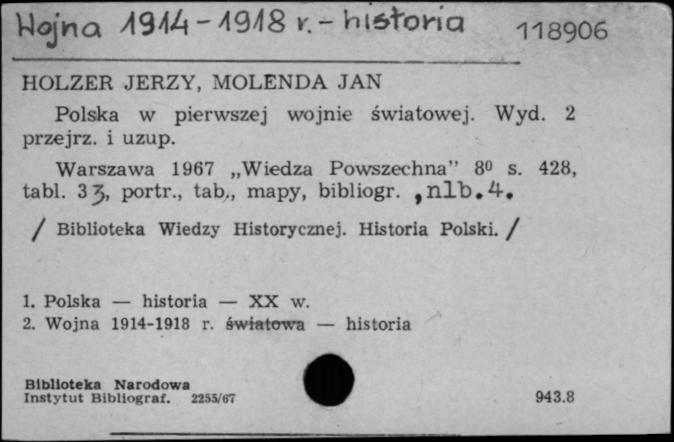 Wojna 1914-1918 r. - historia 118906
HOLZER JERZY, MOLENDA JAN
Polska w pierwszej wojnie światowej. Wyd. 2
przejrz. i uzup.
Warszawa 1967 „Wiedza Powszechna” 8⁰ s. 428,
tabl. 33, portr., tab., mapy, bibliogr. , nlb. 4.
/ Biblioteka Wiedzy Historycznej. Historia Polski. /
1. Polska — historia — XX w.
2. Wojna 1914-1918 r. światowa — historia
Biblioteka Narodowa
Instytut Bibliograf. 2255/67 943.8